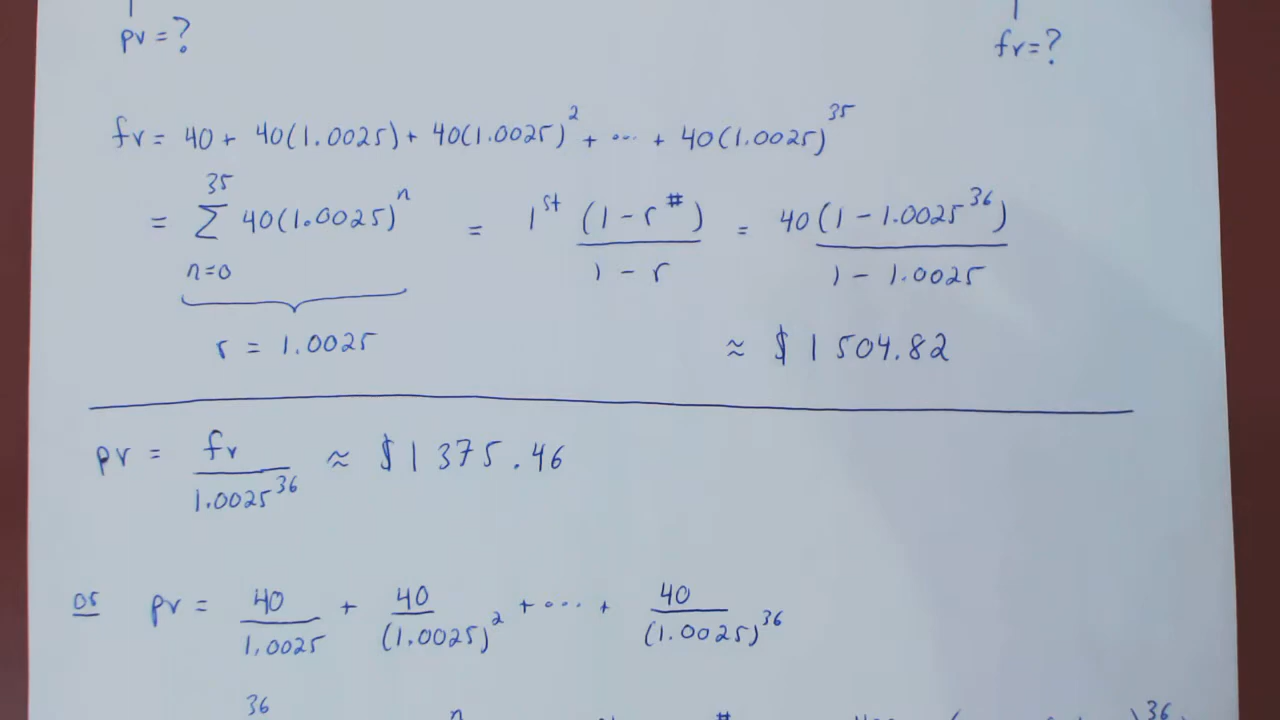 pv = ? fv = ?
fv = 40 + 40(1.0025) + 40(1.0025)^2 + ... + 40(1.0025)^35
= Σ_{n=0}^{35} 40(1.0025)^n = 1st (1 - r^#) / (1 - r) = 40(1 - 1.0025^36) / (1 - 1.0025)
r = 1.0025 ≈ $1 504.82
pv = fv / 1.0025^36 ≈ $1 375.46
or pv = 40 / 1.0025 + 40 / (1.0025)^2 + ... + 40 / (1.0025)^36
36 n # 36